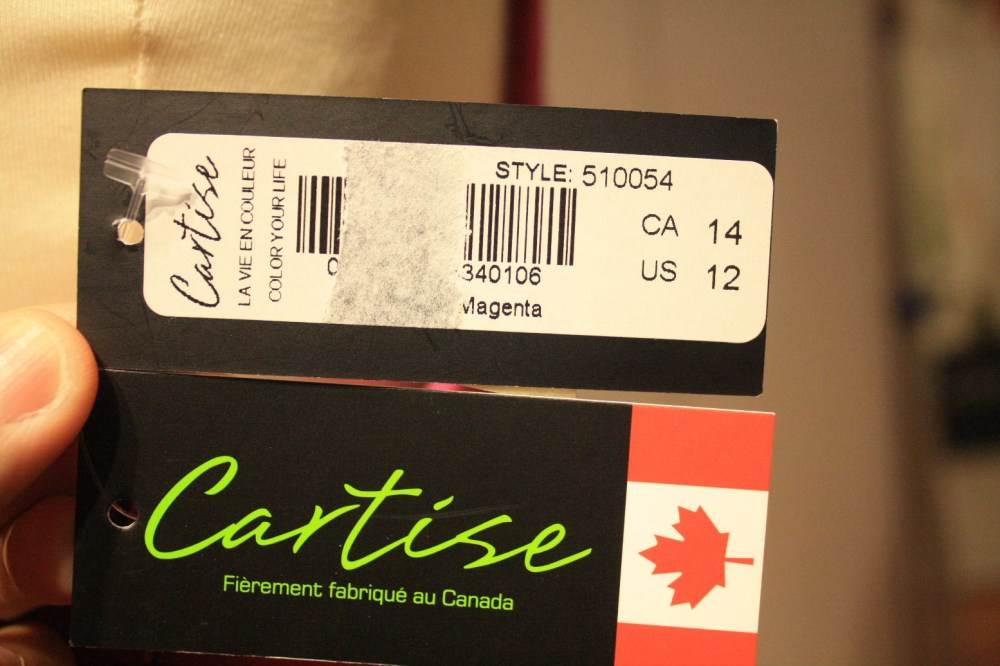 Cartise
LA VIE EN COULEUR
COLOR YOUR LIFE
STYLE: 510054
CA 14
US 12
0 340106
Magenta
Cartise
Fièrement fabriqué au Canada